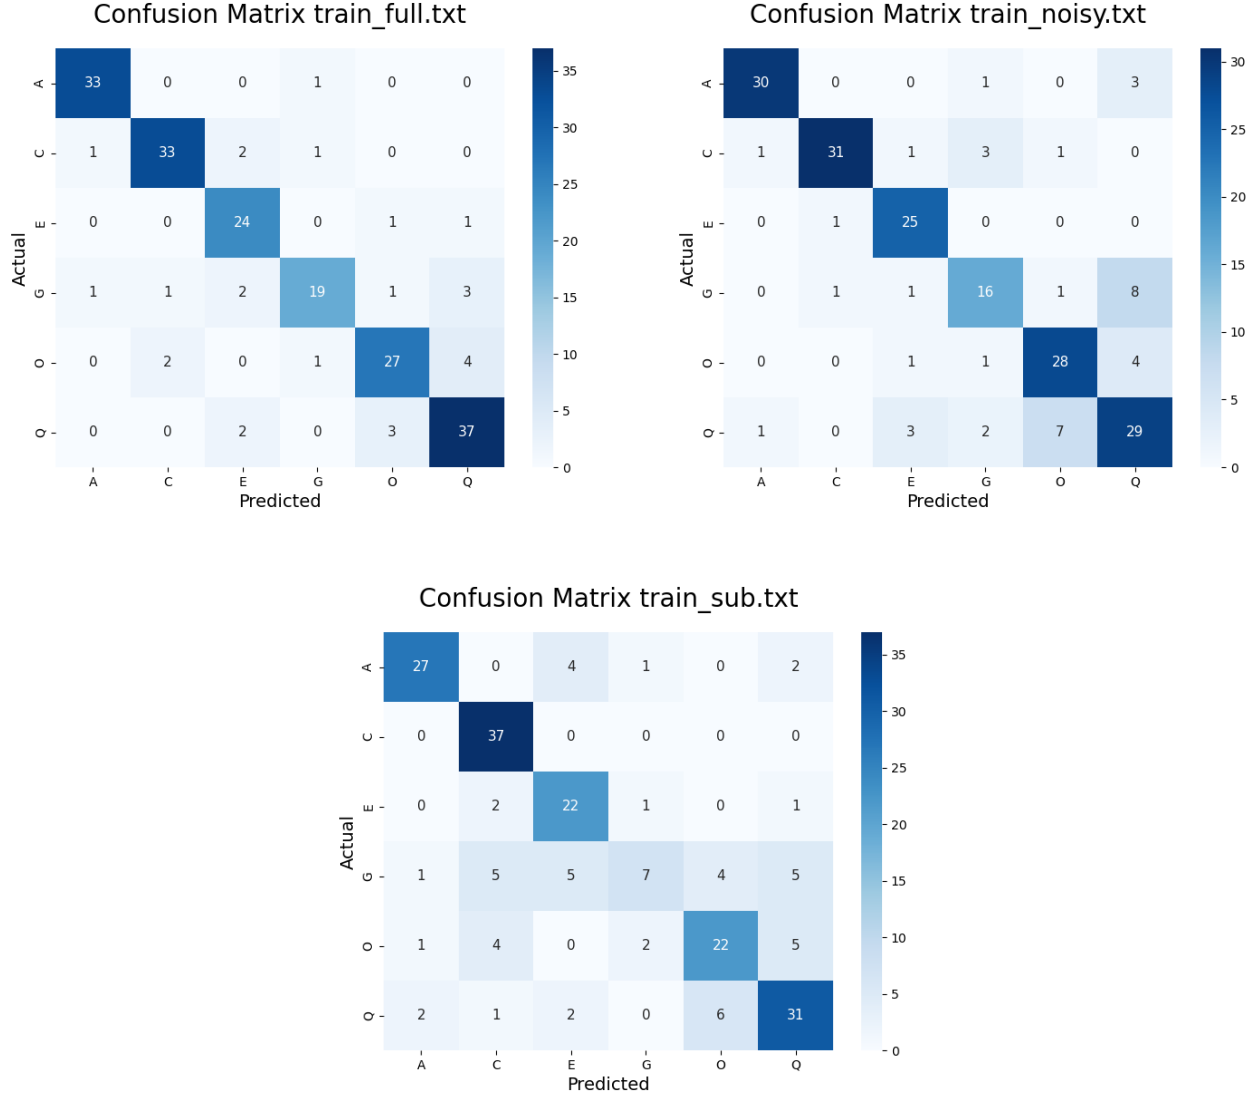 Confusion Matrix train_full.txt
A 33 0 0 1 0 0
C 1 33 2 1 0 0
E 0 0 24 0 1 1
G 1 1 2 19 1 3
O 0 2 0 1 27 4
Q 0 0 2 0 3 37
A C E G O Q
Predicted
Actual
35
30
25
20
15
10
5
0
Confusion Matrix train_noisy.txt
A 30 0 0 1 0 3
C 1 31 1 3 1 0
E 0 1 25 0 0 0
G 0 1 1 16 1 8
O 0 0 1 1 28 4
Q 1 0 3 2 7 29
A C E G O Q
Predicted
Actual
30
25
20
15
10
5
0
Confusion Matrix train_sub.txt
A 27 0 4 1 0 2
C 0 37 0 0 0 0
E 0 2 22 1 0 1
G 1 5 5 7 4 5
O 1 4 0 2 22 5
Q 2 1 2 0 6 31
A C E G O Q
Predicted
Actual
35
30
25
20
15
10
5
0